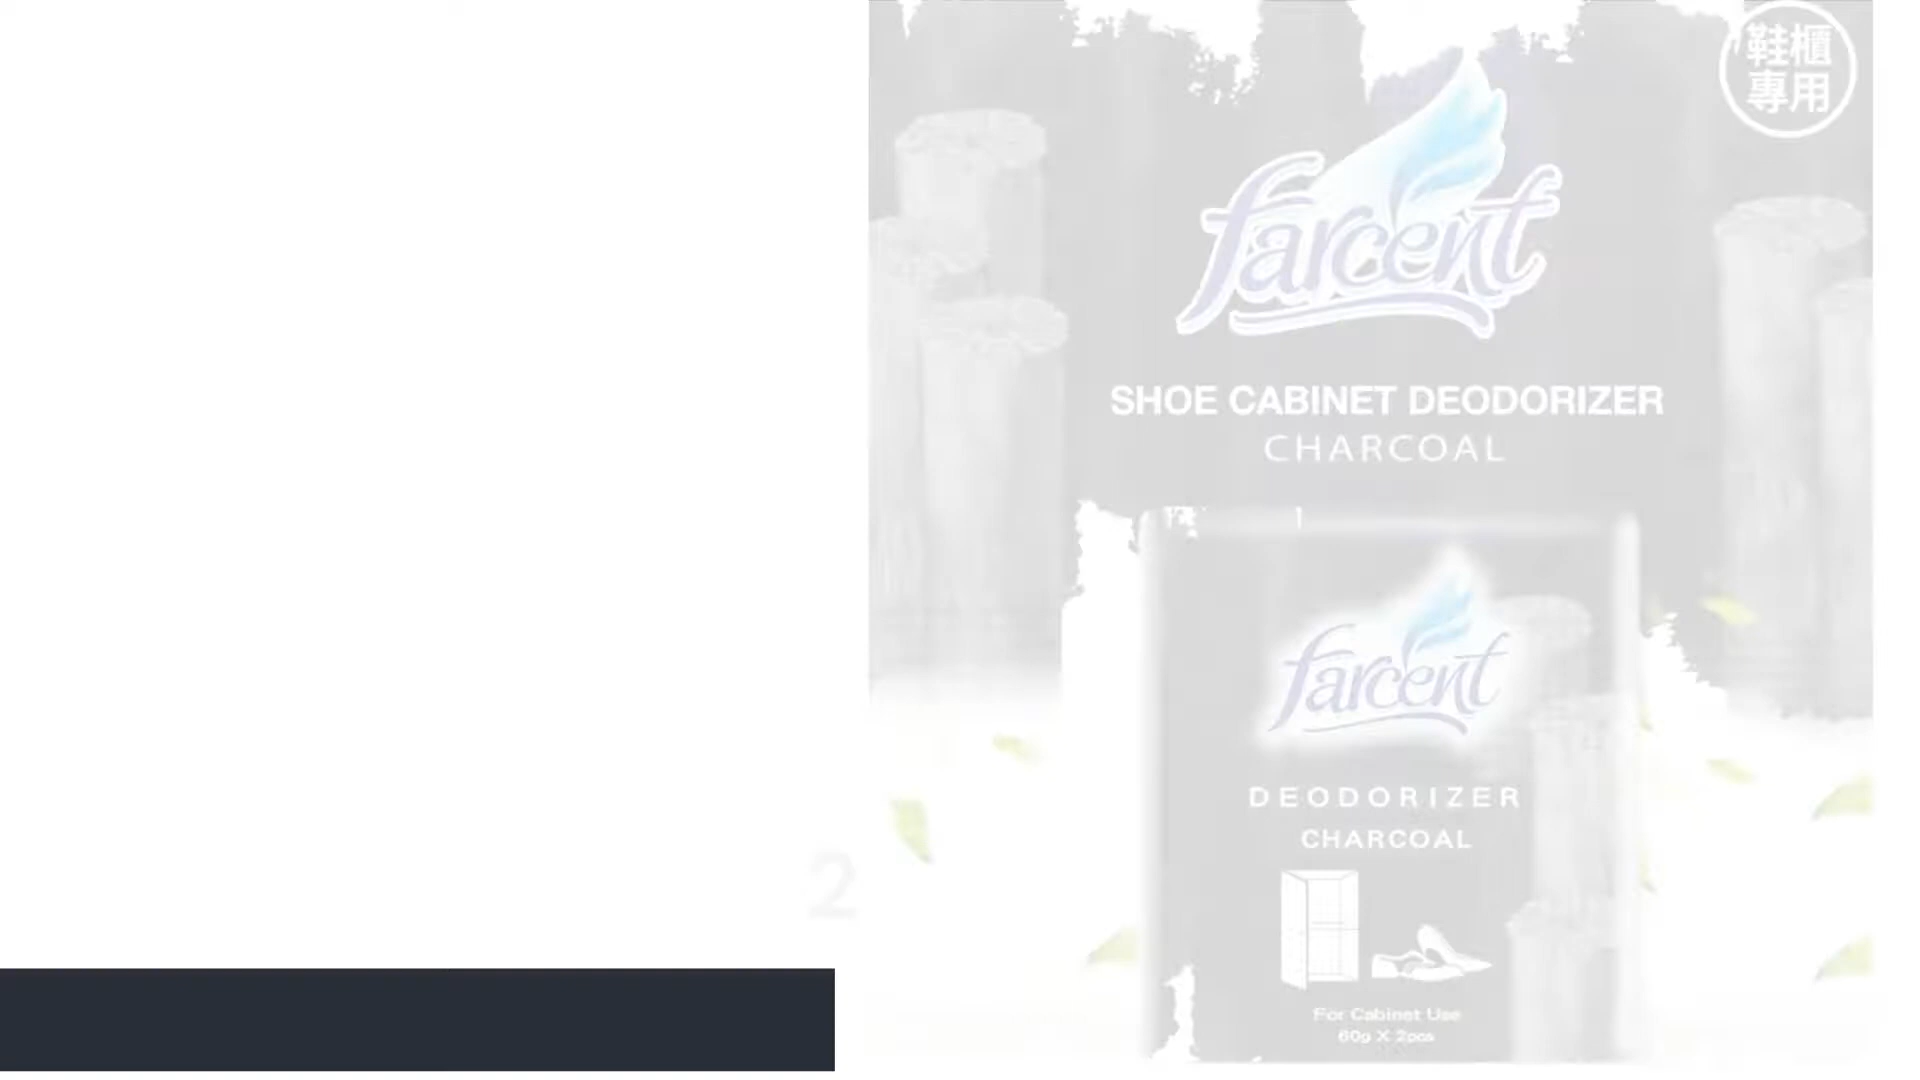 鞋櫃
專用
farcent
SHOE CABINET DEODORIZER
CHARCOAL
farcent
DEODORIZER
CHARCOAL
2
For Cabinet Use
60g X 2pcs